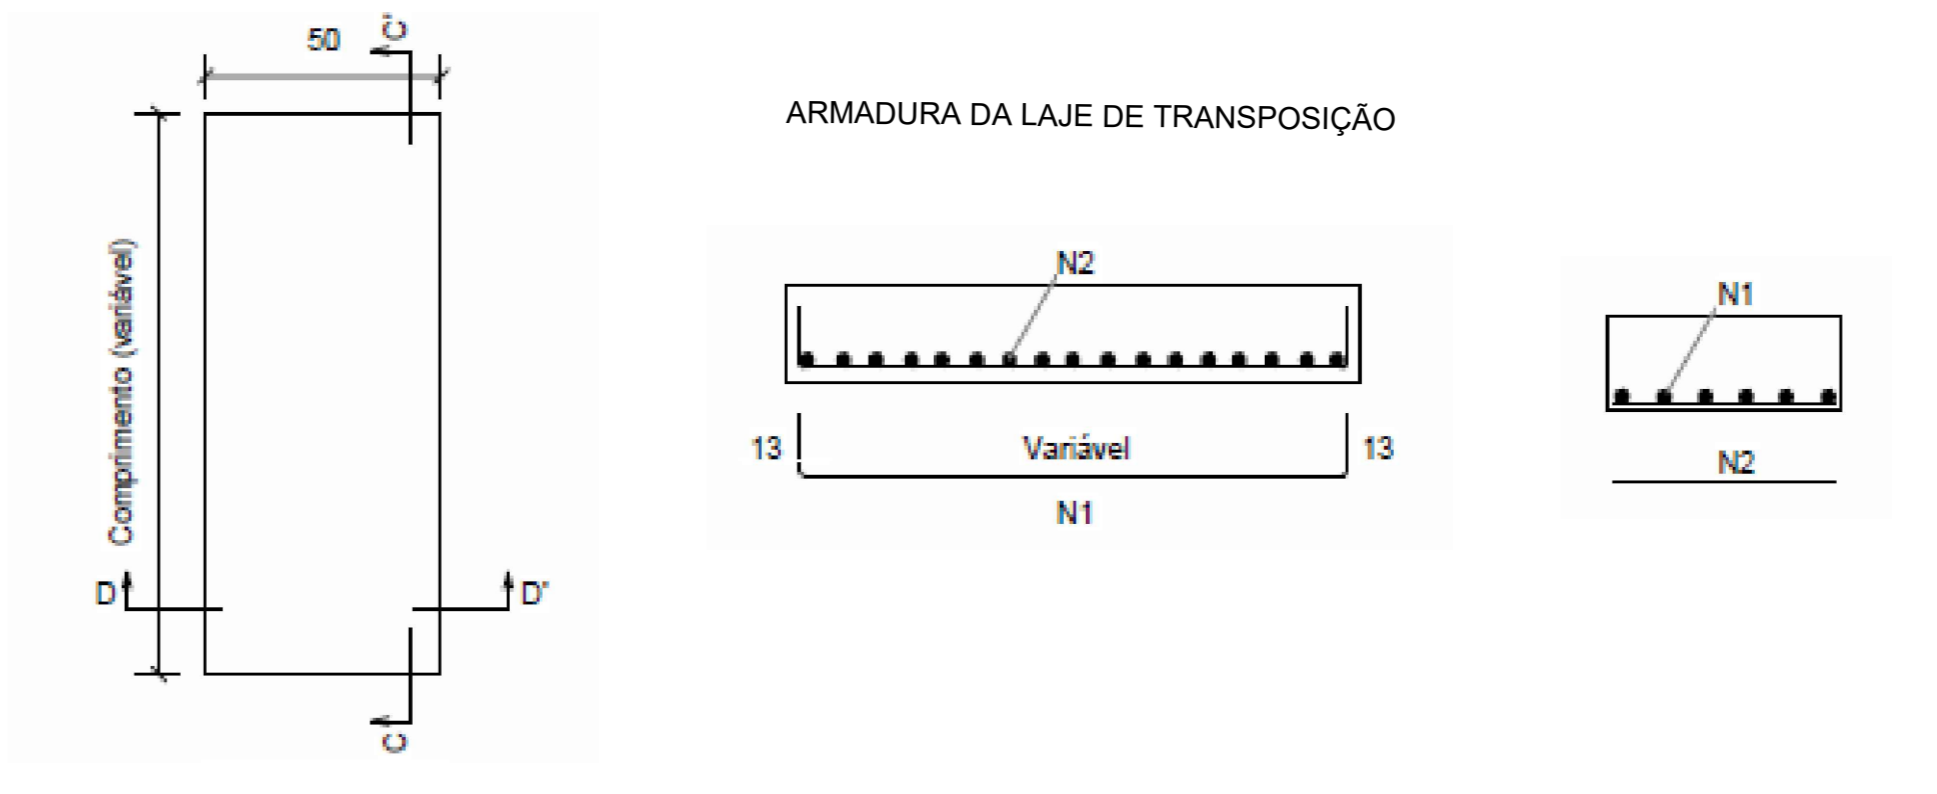 50
C'
Comprimento (variável)
D
D'
C
ARMADURA DA LAJE DE TRANSPOSIÇÃO
N2
13
Variável
13
N1
N1
N2